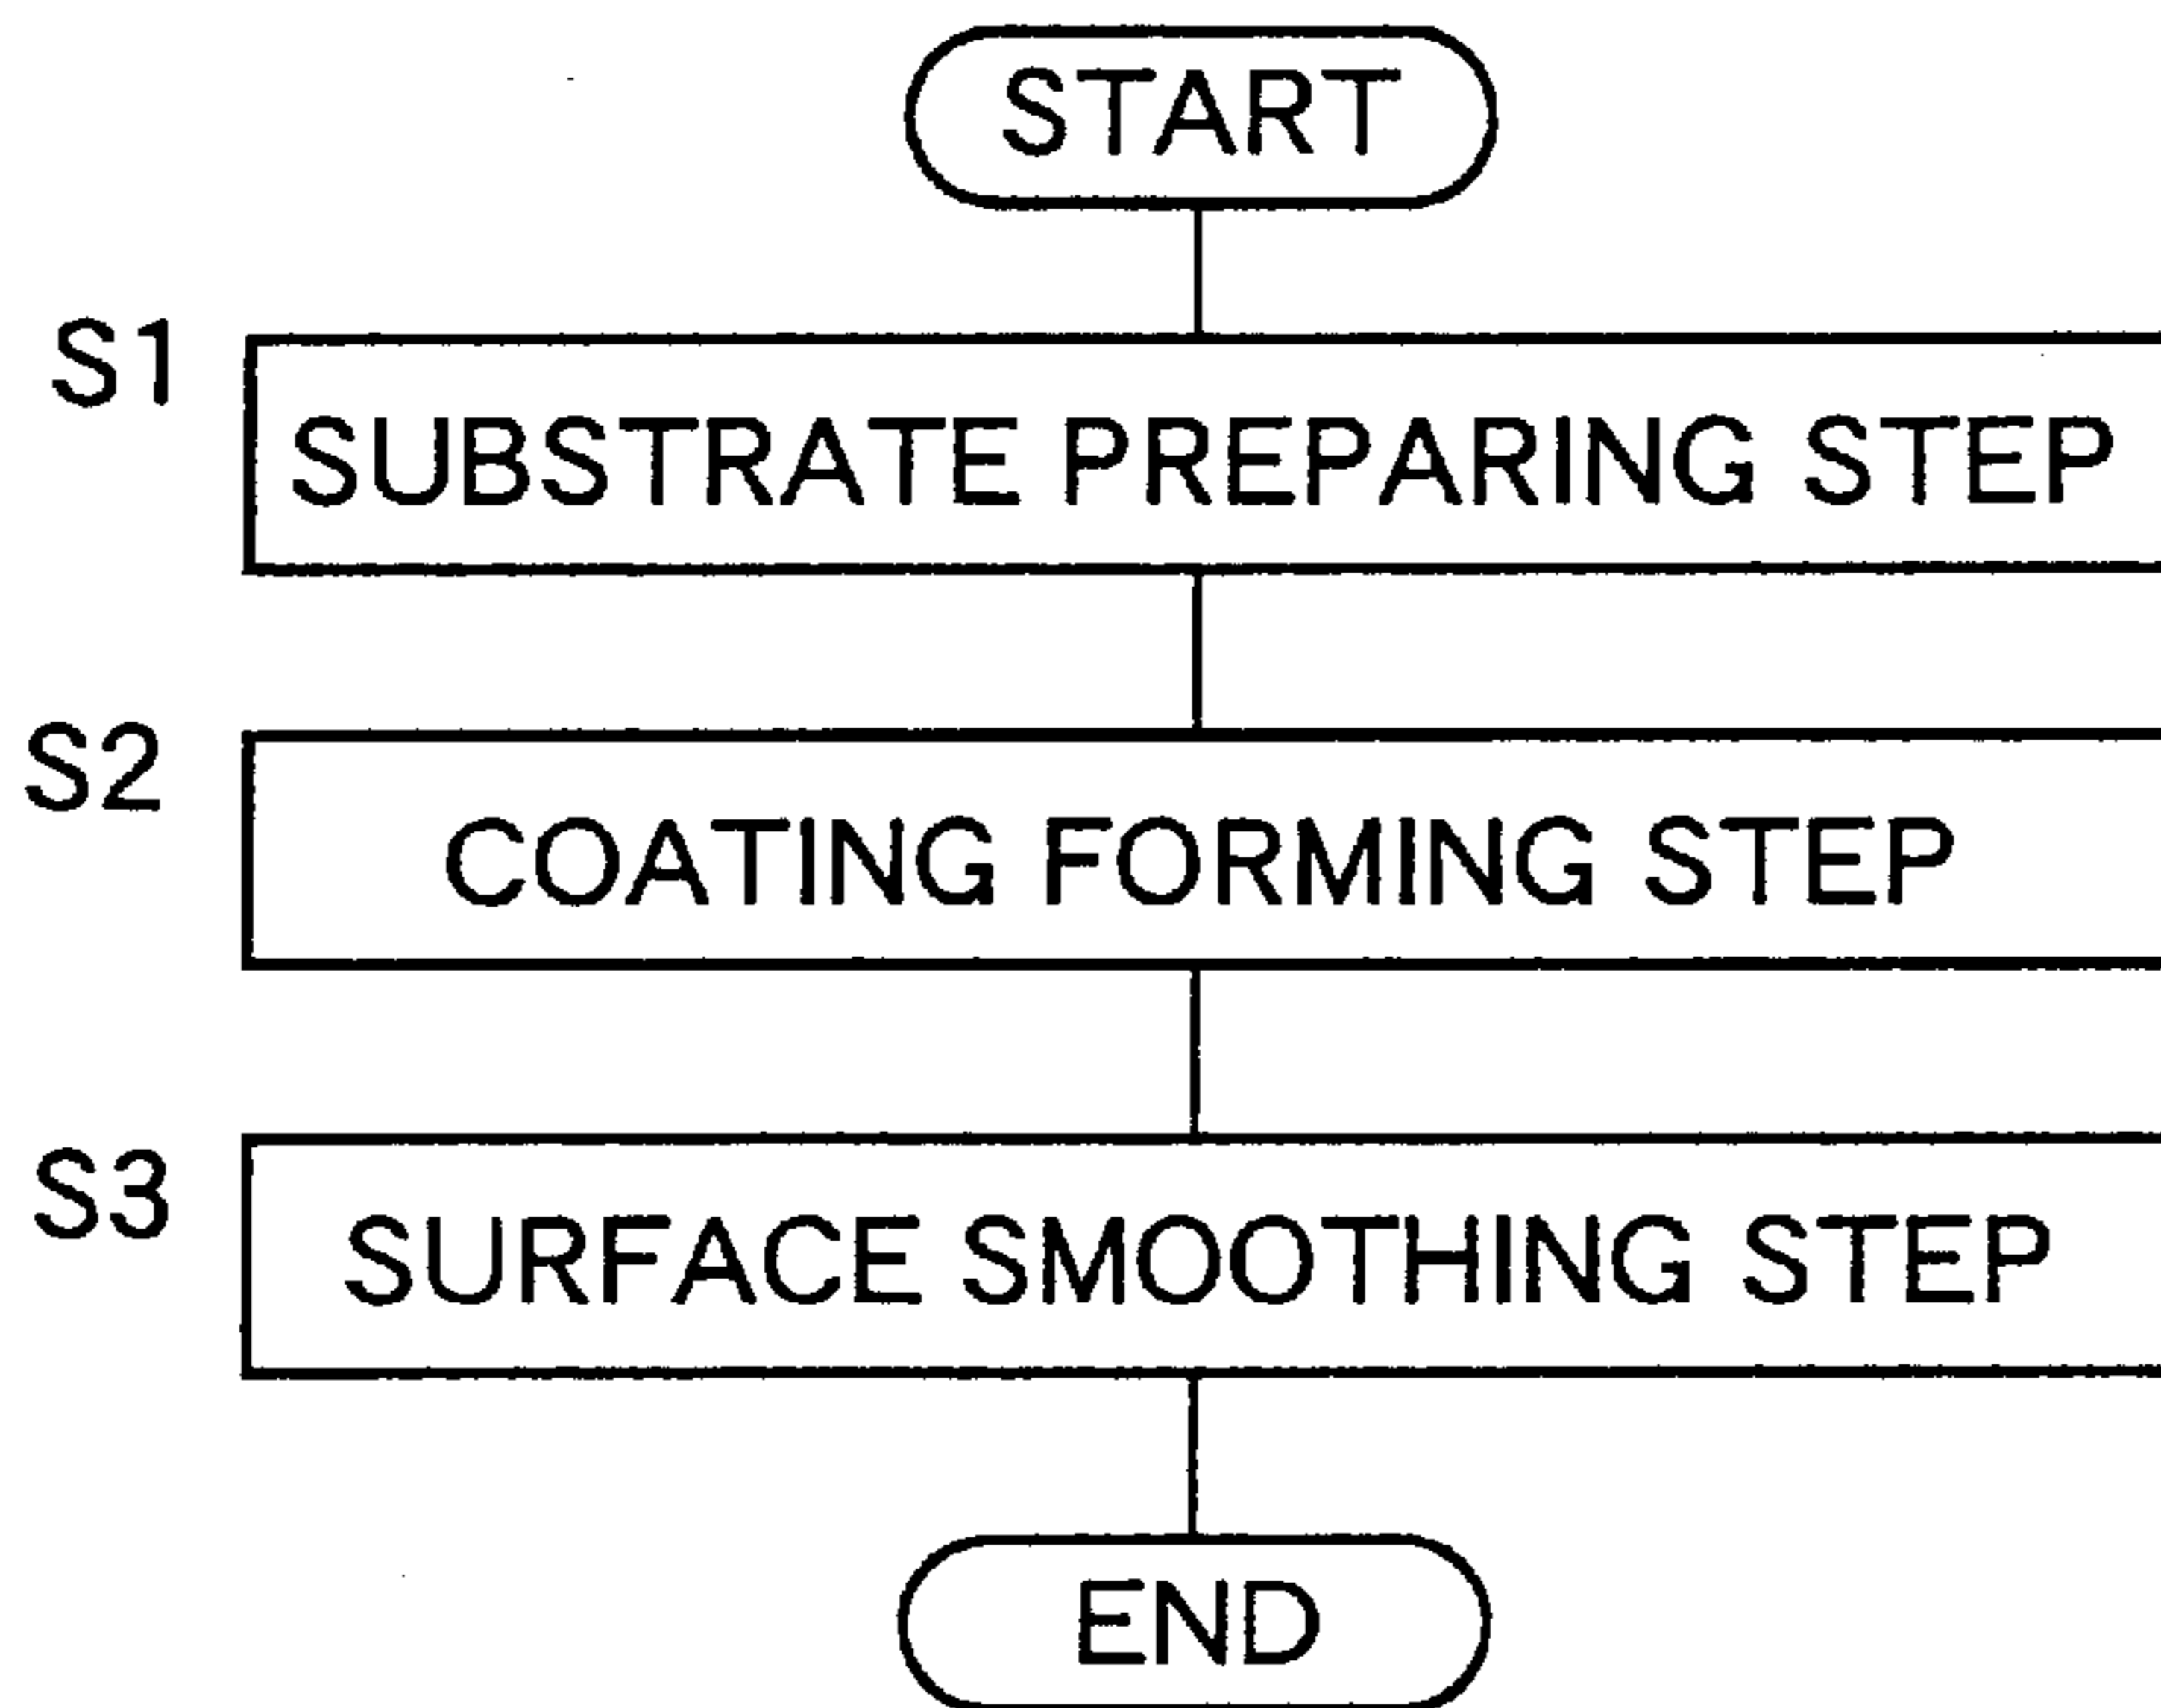 START
S1
SUBSTRATE PREPARING STEP
S2
COATING FORMING STEP
S3
SURFACE SMOOTHING STEP
END